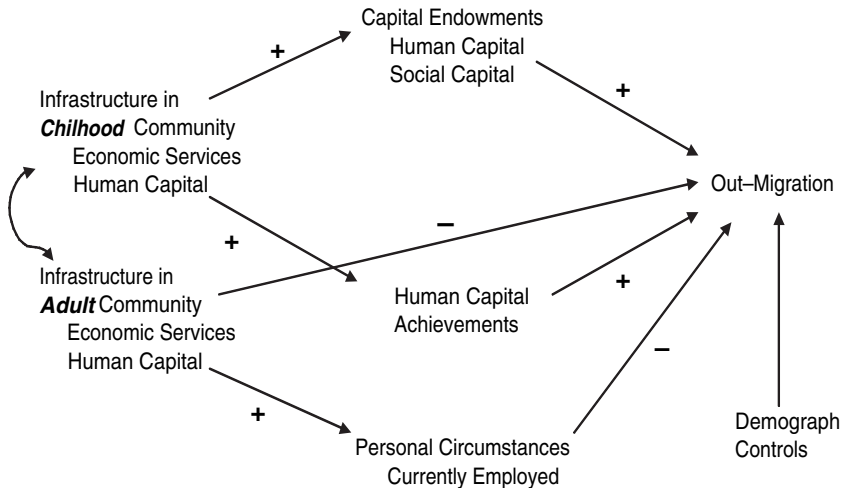 Capital Endowments
Human Capital
Social Capital
+
+
Infrastructure in
Chilhood Community
Economic Services
Human Capital
Out–Migration
–
+
Infrastructure in
Adult Community
Economic Services
Human Capital
Human Capital
Achievements
+
–
+
Personal Circumstances
Currently Employed
Demograph
Controls